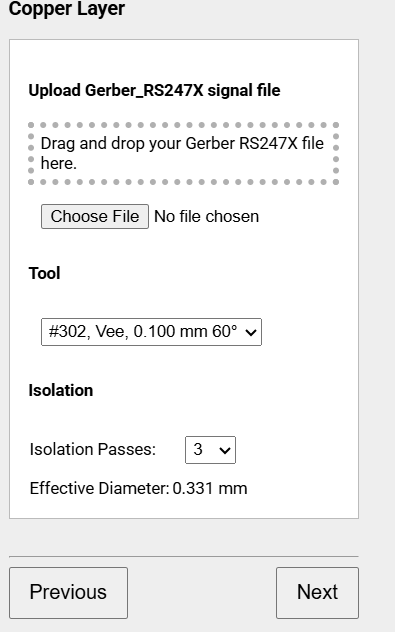 Copper Layer
Upload Gerber_RS247X signal file
Drag and drop your Gerber RS247X file
here.
Choose File No file chosen
Tool
#302, Vee, 0.100 mm 60°
Isolation
Isolation Passes: 3
Effective Diameter: 0.331 mm
Previous Next